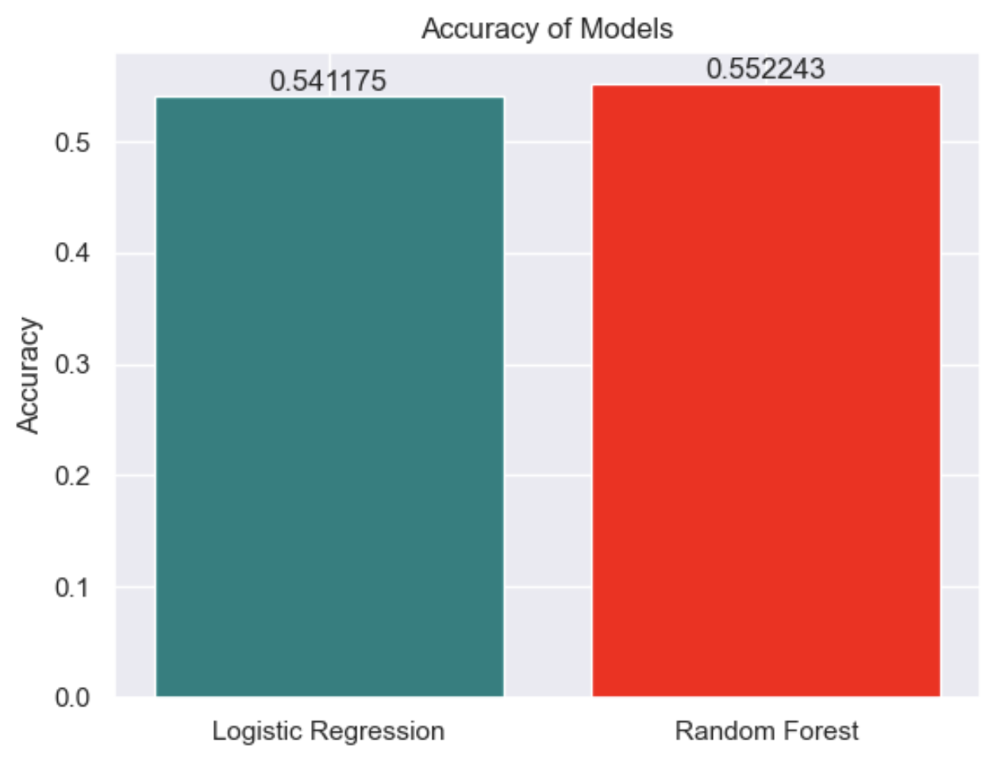 Accuracy of Models
0.541175
0.552243
0.5
0.4
0.3
0.2
0.1
0.0
Accuracy
Logistic Regression
Random Forest